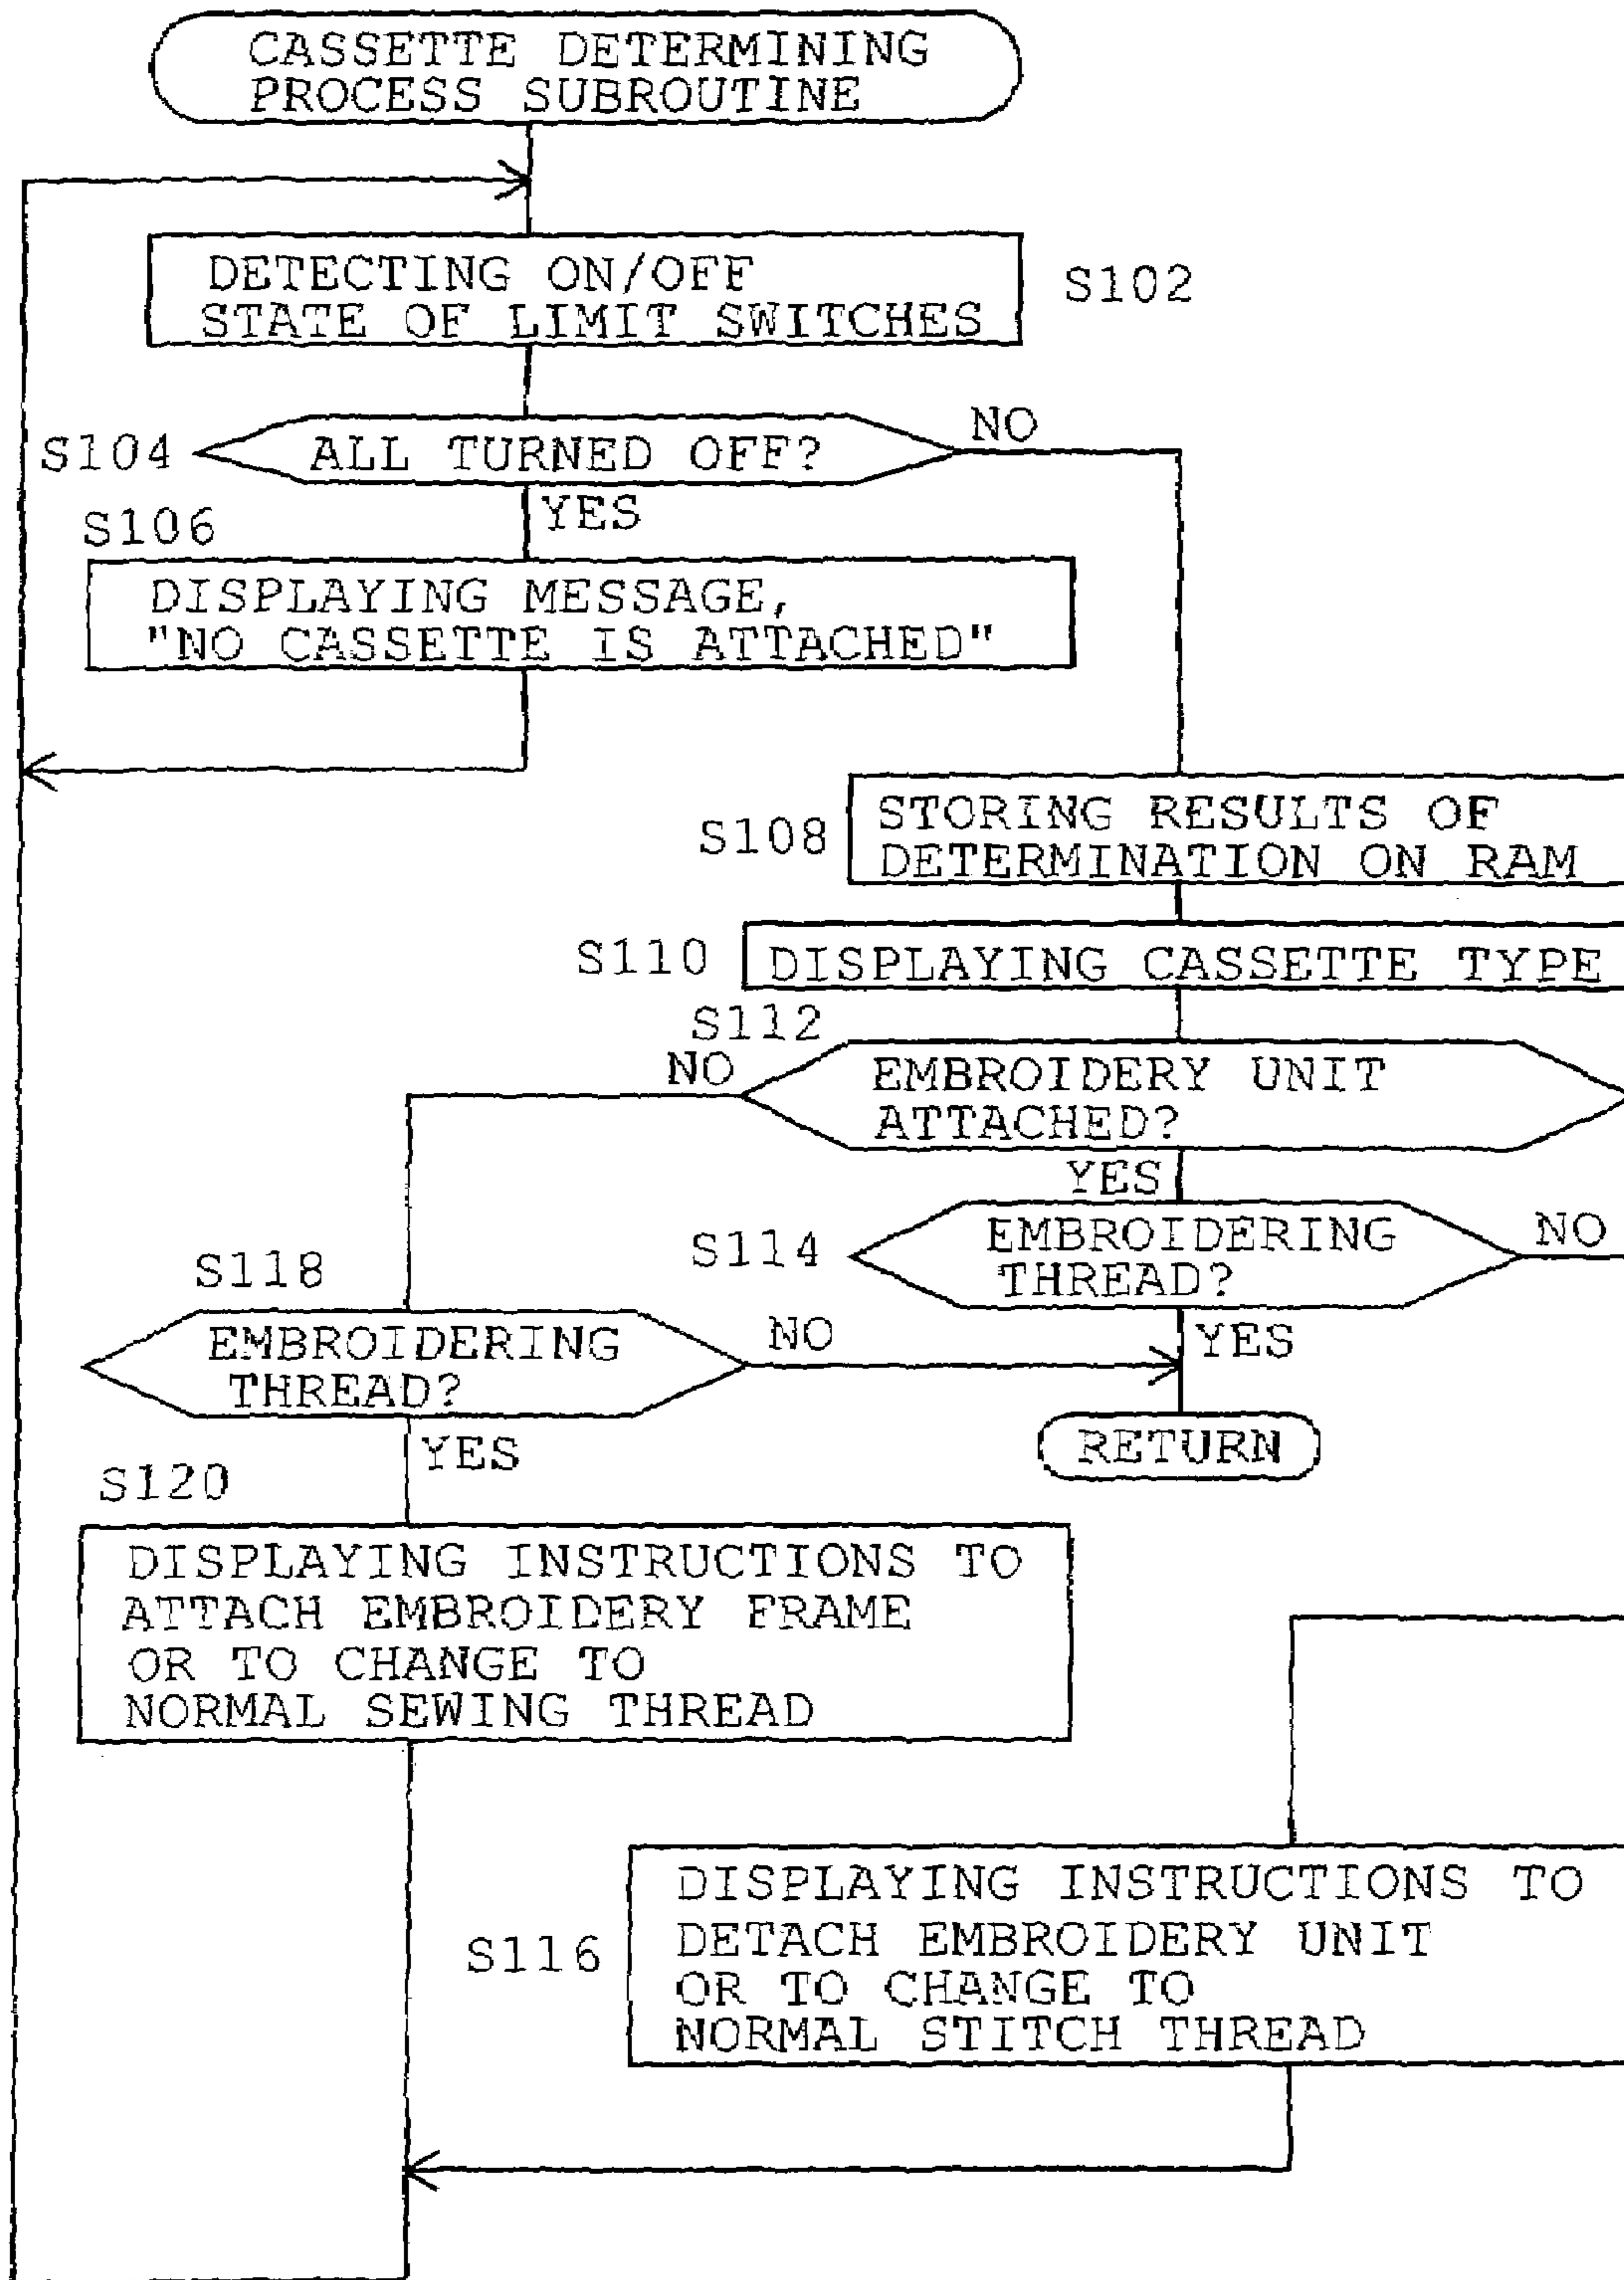 CASSETTE DETERMINING
PROCESS SUBROUTINE
DETECTING ON/OFF
STATE OF LIMIT SWITCHES
S102
S104
ALL TURNED OFF?
NO
YES
S106
DISPLAYING MESSAGE,
"NO CASSETTE IS ATTACHED"
S108
STORING RESULTS OF
DETERMINATION ON RAM
S110
DISPLAYING CASSETTE TYPE
S112
NO
EMBROIDERY UNIT
ATTACHED?
YES
S114
EMBROIDERING
THREAD?
NO
YES
S118
EMBROIDERING
THREAD?
NO
YES
RETURN
S120
DISPLAYING INSTRUCTIONS TO
ATTACH EMBROIDERY FRAME
OR TO CHANGE TO
NORMAL SEWING THREAD
S116
DISPLAYING INSTRUCTIONS TO
DETACH EMBROIDERY UNIT
OR TO CHANGE TO
NORMAL STITCH THREAD